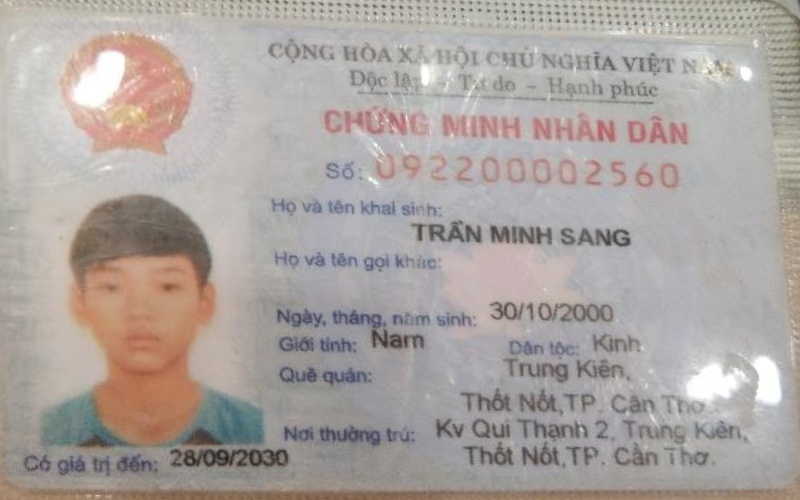 CỘNG HÒA XÃ HỘI CHỦ NGHĨA VIỆT NAM
Độc lập - Tự do - Hạnh phúc
CHỨNG MINH NHÂN DÂN
Số: 092200002560
Họ và tên khai sinh:
TRẦN MINH SANG
Họ và tên gọi khác:
Ngày, tháng, năm sinh: 30/10/2000
Giới tính: Nam Dân tộc: Kinh
Quê quán: Trung Kiên,
Thốt Nốt,TP. Cần Thơ.
Nơi thường trú: Kv Qui Thạnh 2, Trung Kiên,
Thốt Nốt,TP. Cần Thơ.
Có giá trị đến: 28/09/2030